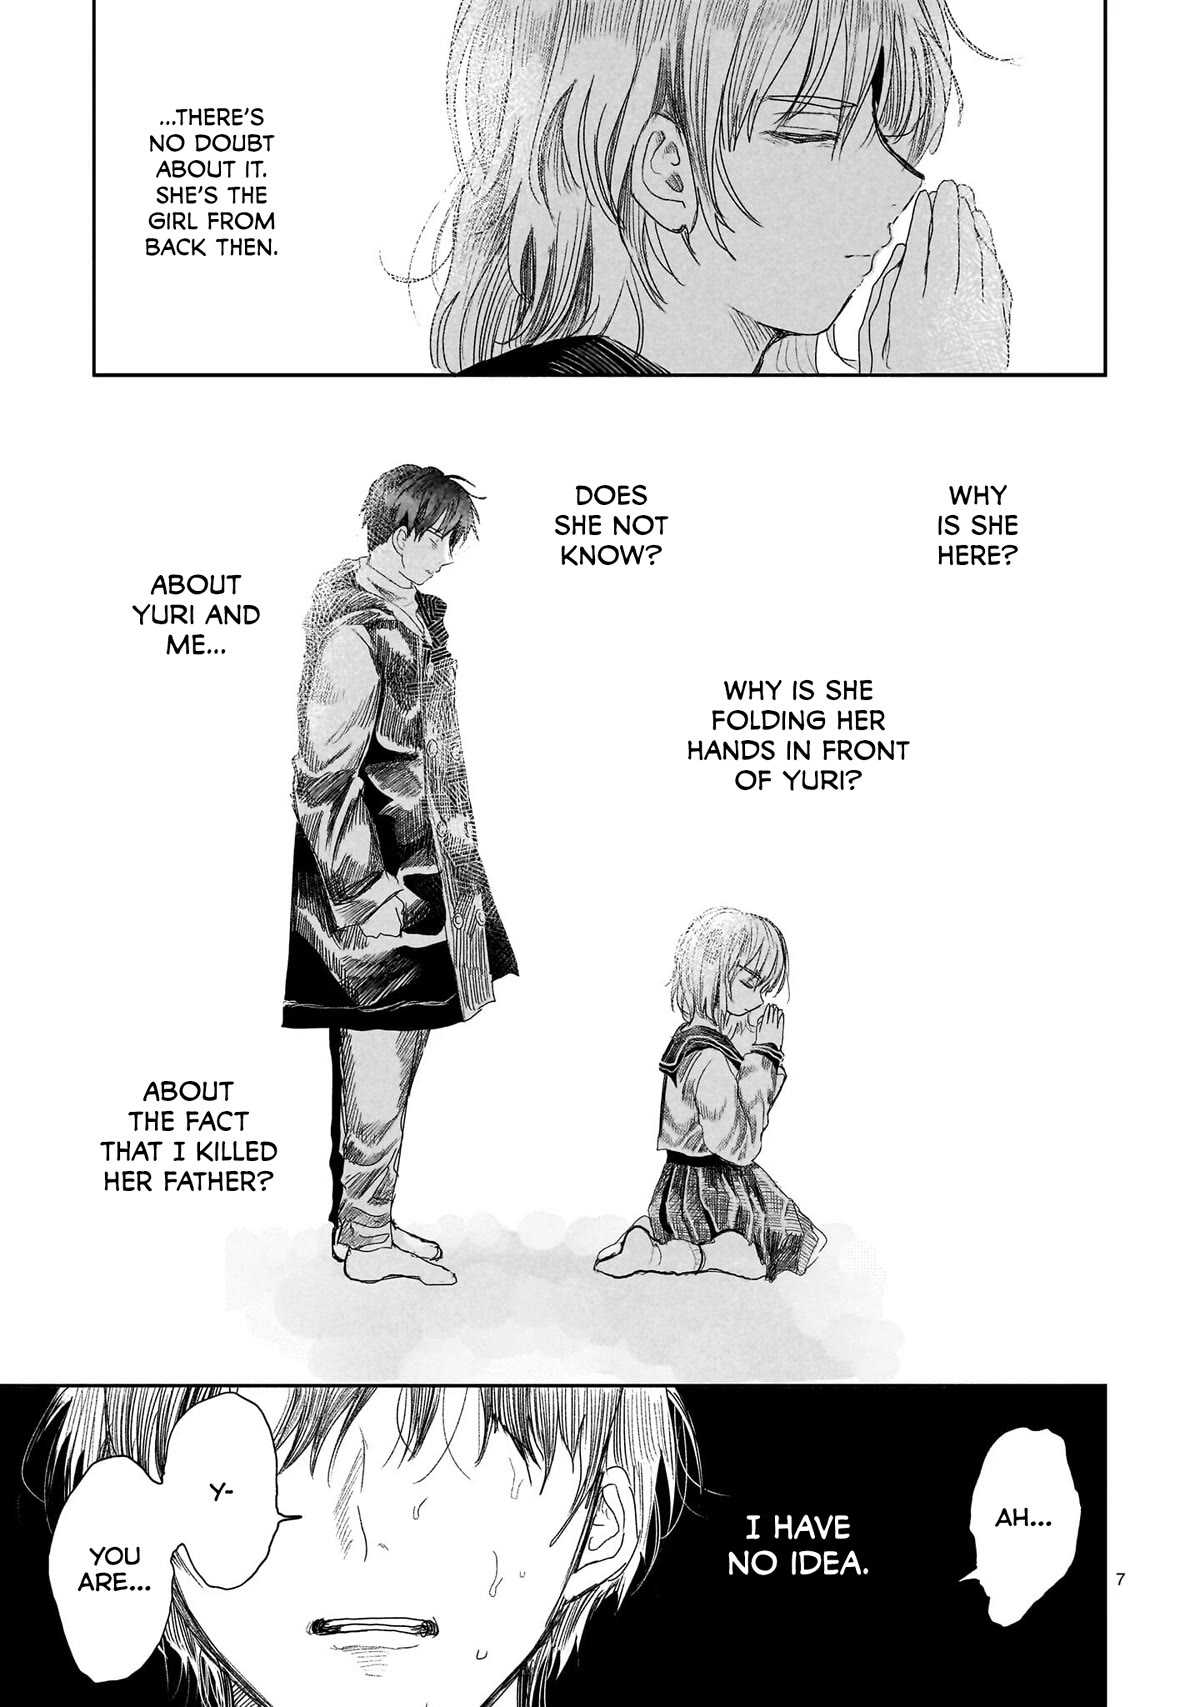 ...THERE'S
NO DOUBT
ABOUT IT.
SHE'S THE
GIRL FROM
BACK THEN.
WHY
IS SHE
HERE?
DOES
SHE NOT
KNOW?
WHY IS SHE
FOLDING HER
HANDS IN FRONT
OF YURI?
ABOUT
YURI AND
ME...
ABOUT
THE FACT
THAT I KILLED
HER FATHER?
AH...
I HAVE
NO IDEA.
Y-
YOU
ARE...
7